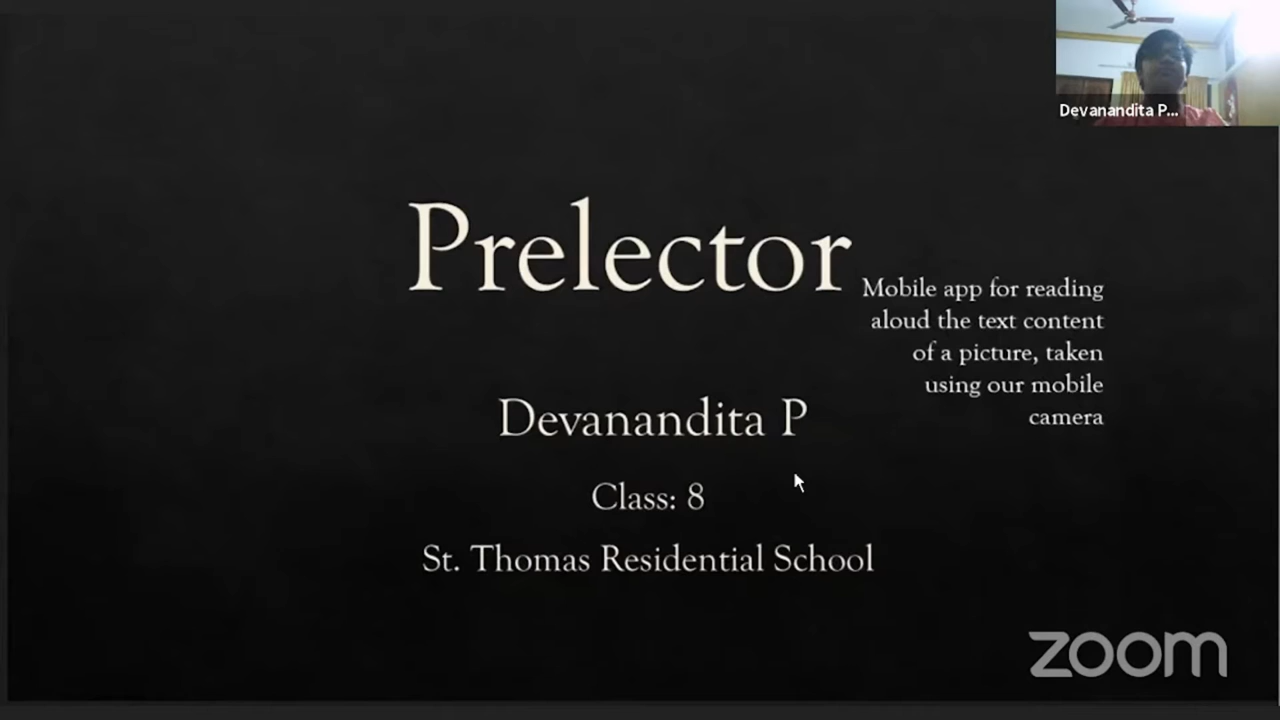 Devanandita P...
Prelector
Mobile app for reading
aloud the text content
of a picture, taken
using our mobile
camera
Devanandita P
Class: 8
St. Thomas Residential School
zoom